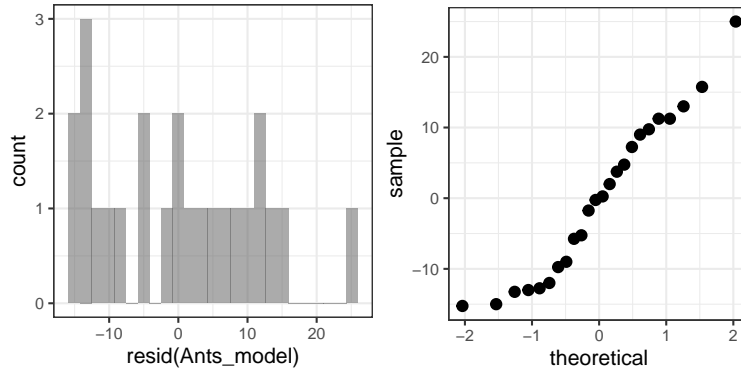 3
2
1
0
count
−10 0 10 20
resid(Ants_model)
20
10
0
−10
sample
−2 −1 0 1 2
theoretical